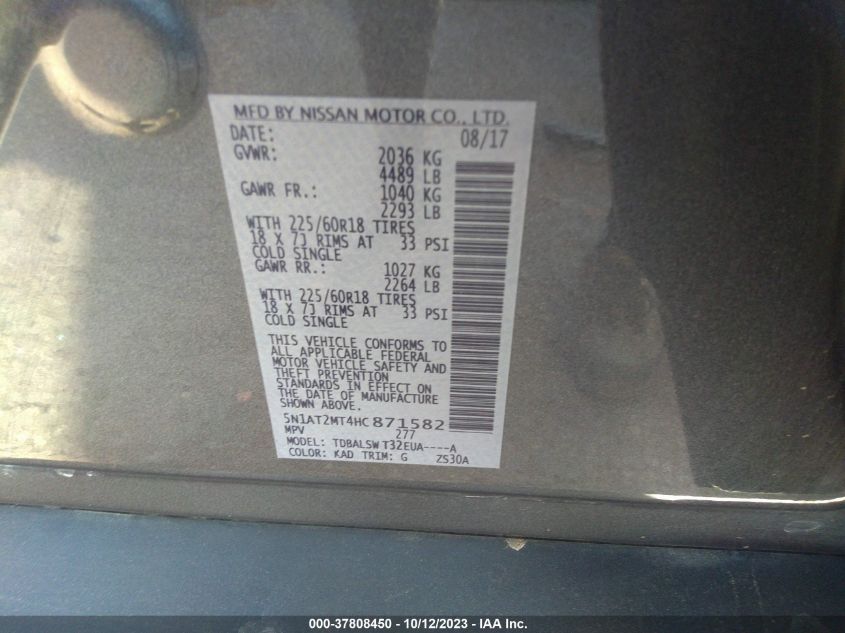 MFD BY NISSAN MOTOR CO., LTD.
DATE: 08/17
GVWR: 2036 KG
4489 LB
GAWR FR.: 1040 KG
2293 LB
WITH 225/60R18 TIRES
18 X 7J RIMS AT 33 PSI
COLD SINGLE
GAWR RR.: 1027 KG
2264 LB
WITH 225/60R18 TIRES
18 X 7J RIMS AT 33 PSI
COLD SINGLE
THIS VEHICLE CONFORMS TO
ALL APPLICABLE FEDERAL
MOTOR VEHICLE SAFETY AND
THEFT PREVENTION
STANDARDS IN EFFECT ON
THE DATE OF MANUFACTURE
SHOWN ABOVE.
5N1AT2MT4HC871582
MPV 277
MODEL: TDBALSW T32EUA----A
COLOR: KAD TRIM: G ZS30A
000-37808450 - 10/12/2023 - IAA Inc.